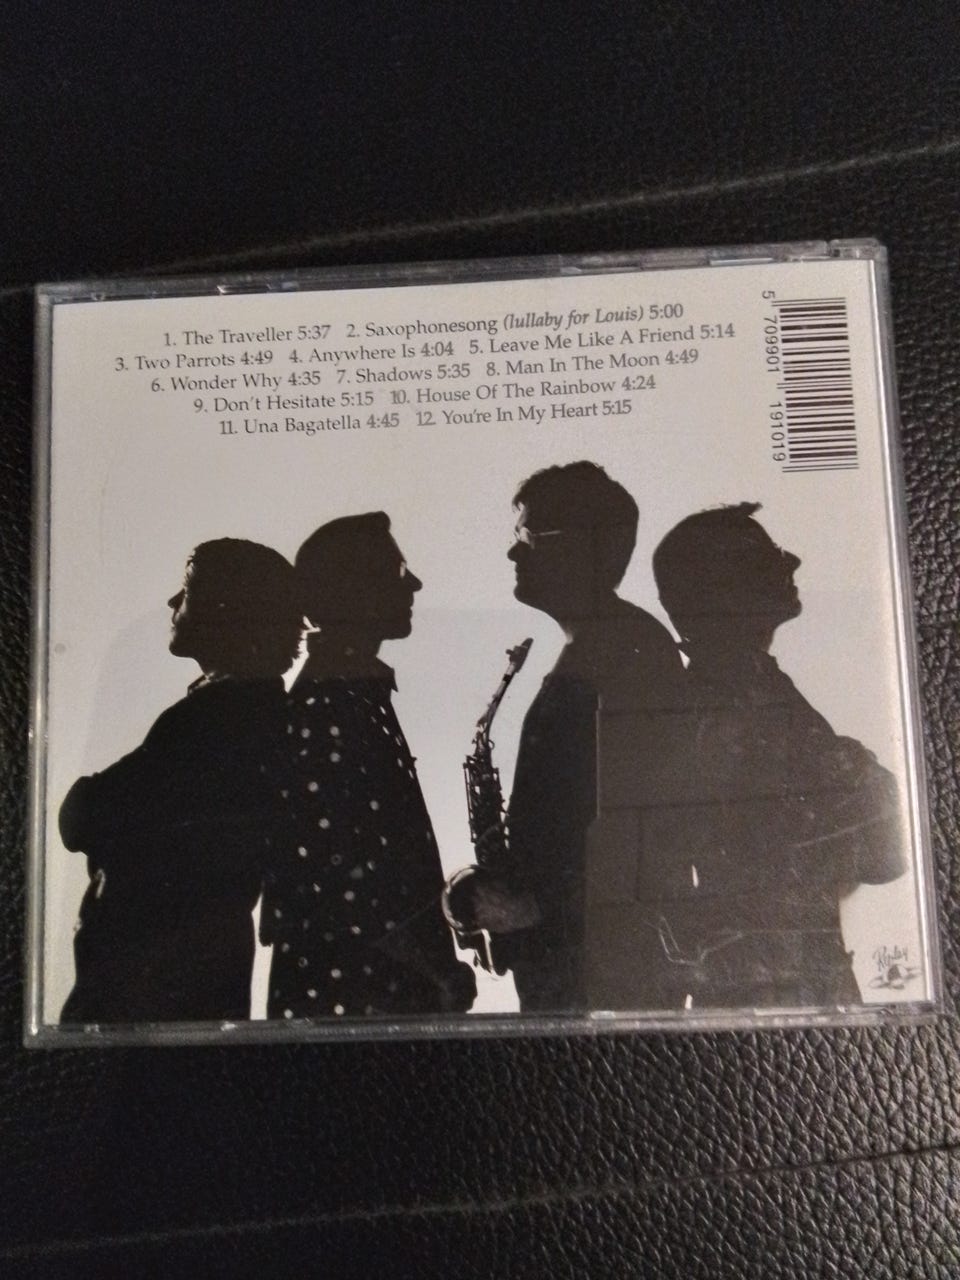 1. The Traveller 5:37 2. Saxophonesong (lullaby for Louis) 5:00
3. Two Parrots 4:49 4. Anywhere Is 4:04 5. Leave Me Like A Friend 5:14
6. Wonder Why 4:35 7. Shadows 5:35 8. Man In The Moon 4:49
9. Don't Hesitate 5:15 10. House Of The Rainbow 4:24
11. Una Bagatella 4:45 12. You're In My Heart 5:15
5 709901 191019